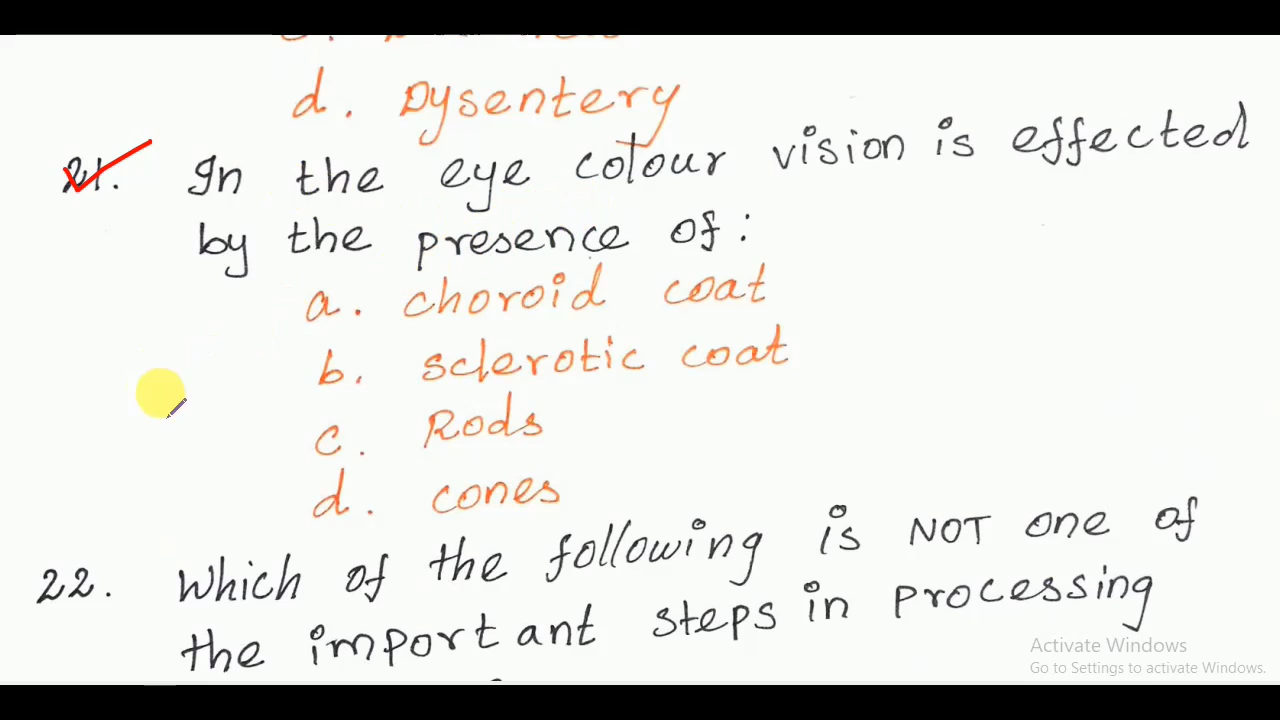 d. Dysentery
21. In the eye colour vision is effected
by the presence of:
a. choroid coat
b. sclerotic coat
c. Rods
d. cones
22. Which of the following is NOT one of
the important steps in processing
Activate Windows
Go to Settings to activate Windows.